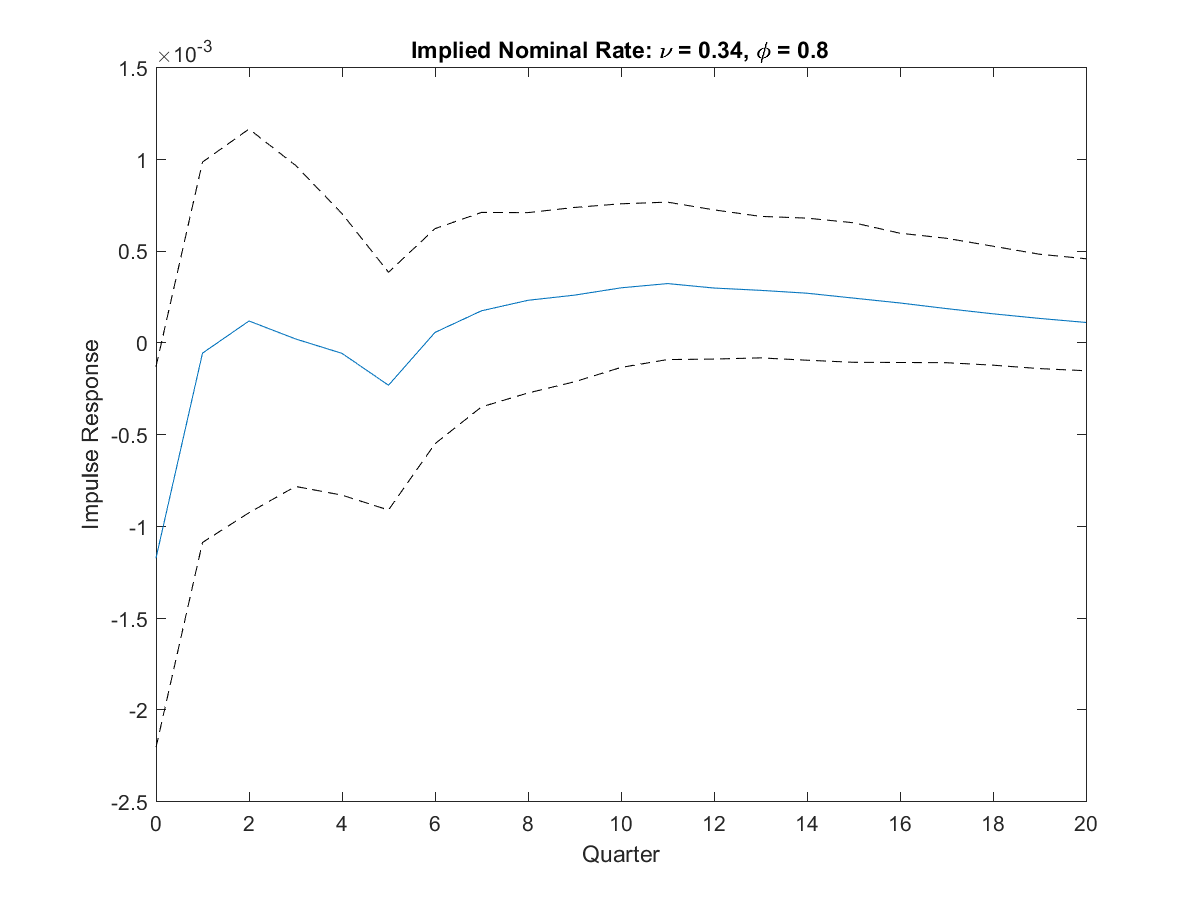 ×10^-3
Implied Nominal Rate: ν = 0.34, ϕ = 0.8
1.5
1
0.5
0
-0.5
-1
-1.5
-2
-2.5
Impulse Response
0 2 4 6 8 10 12 14 16 18 20
Quarter